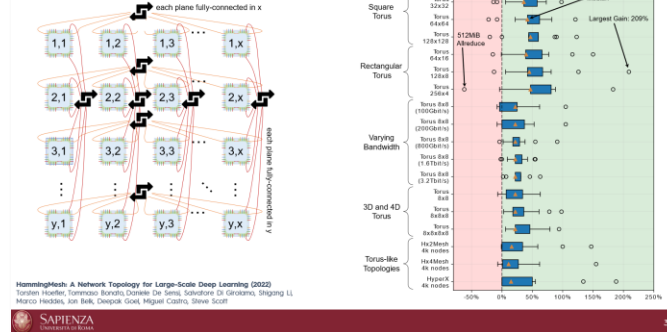 each plane fully-connected in x
1,1 1,2 1,3 1,x
2,1 2,2 2,3 2,x
3,1 3,2 3,3 3,x
y,1 y,2 y,3 y,x
each plane fully-connected in y
HammingMesh: A Network Topology for Large-Scale Deep Learning (2022)
Torsten Hoefler, Tommaso Bonato, Daniele De Sensi, Salvatore Di Girolamo, Shigang Li,
Marco Heddes, Jon Belk, Deepak Goel, Miguel Castro, Steve Scott
Square
Torus
32x32
Torus
64x64
Torus
128x128
Rectangular
Torus
Torus
64x16
Torus
128x8
Torus
256x4
Varying
Bandwidth
Torus 8x8
(100Gbit/s)
Torus 8x8
(200Gbit/s)
Torus 8x8
(800Gbit/s)
Torus 8x8
(1.6Tbit/s)
Torus 8x8
(3.2Tbit/s)
3D and 4D
Torus
Torus
8x8
Torus
8x8x8
Torus
8x8x8x8
Torus-like
Topologies
Hx2Mesh
4k nodes
Hx4Mesh
4k nodes
HyperX
4k nodes
512MiB
Allreduce
Largest Gain: 209%
-50% 0% 50% 100% 150% 200% 250%
SAPIENZA
UNIVERSITÀ DI ROMA